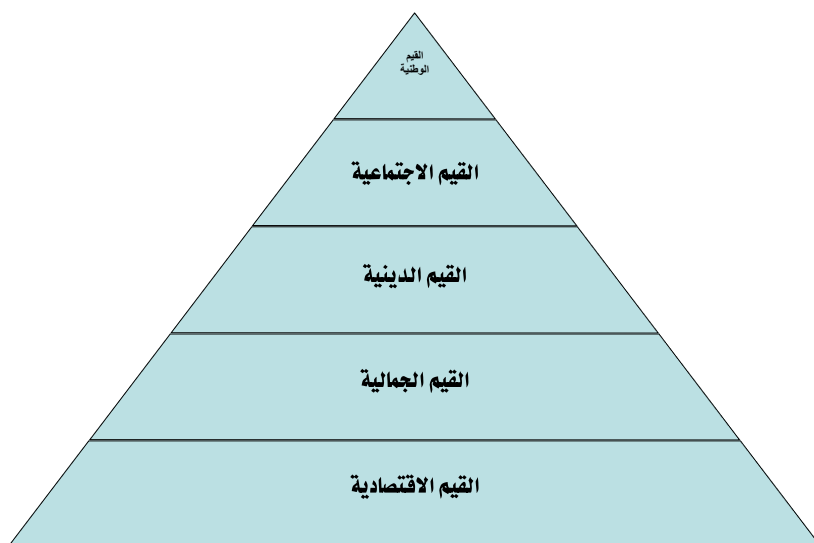 القيم
الوطنية
القيم الاجتماعية
القيم الدينية
القيم الجمالية
القيم الاقتصادية